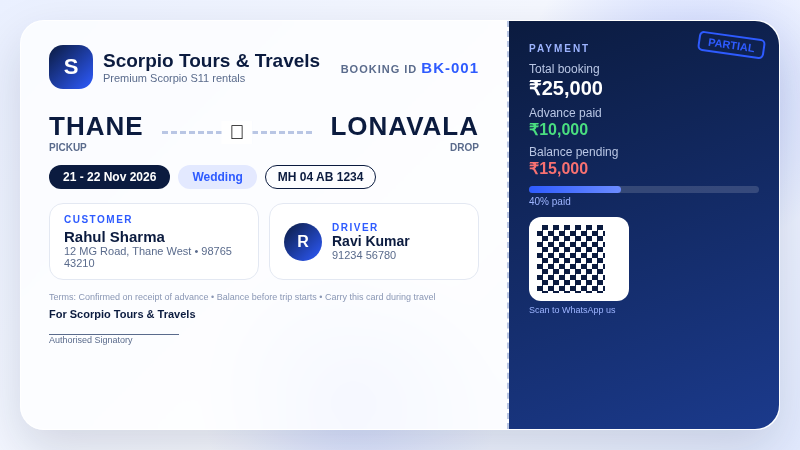 S
Scorpio Tours & Travels
Premium Scorpio S11 rentals
BOOKING ID BK-001
THANE
PICKUP
LONAVALA
DROP
21 - 22 Nov 2026
Wedding
MH 04 AB 1234
CUSTOMER
Rahul Sharma
12 MG Road, Thane West • 98765
43210
R
DRIVER
Ravi Kumar
91234 56780
Terms: Confirmed on receipt of advance • Balance before trip starts • Carry this card during travel
For Scorpio Tours & Travels
Authorised Signatory
PAYMENT
PARTIAL
Total booking
₹25,000
Advance paid
₹10,000
Balance pending
₹15,000
40% paid
Scan to WhatsApp us